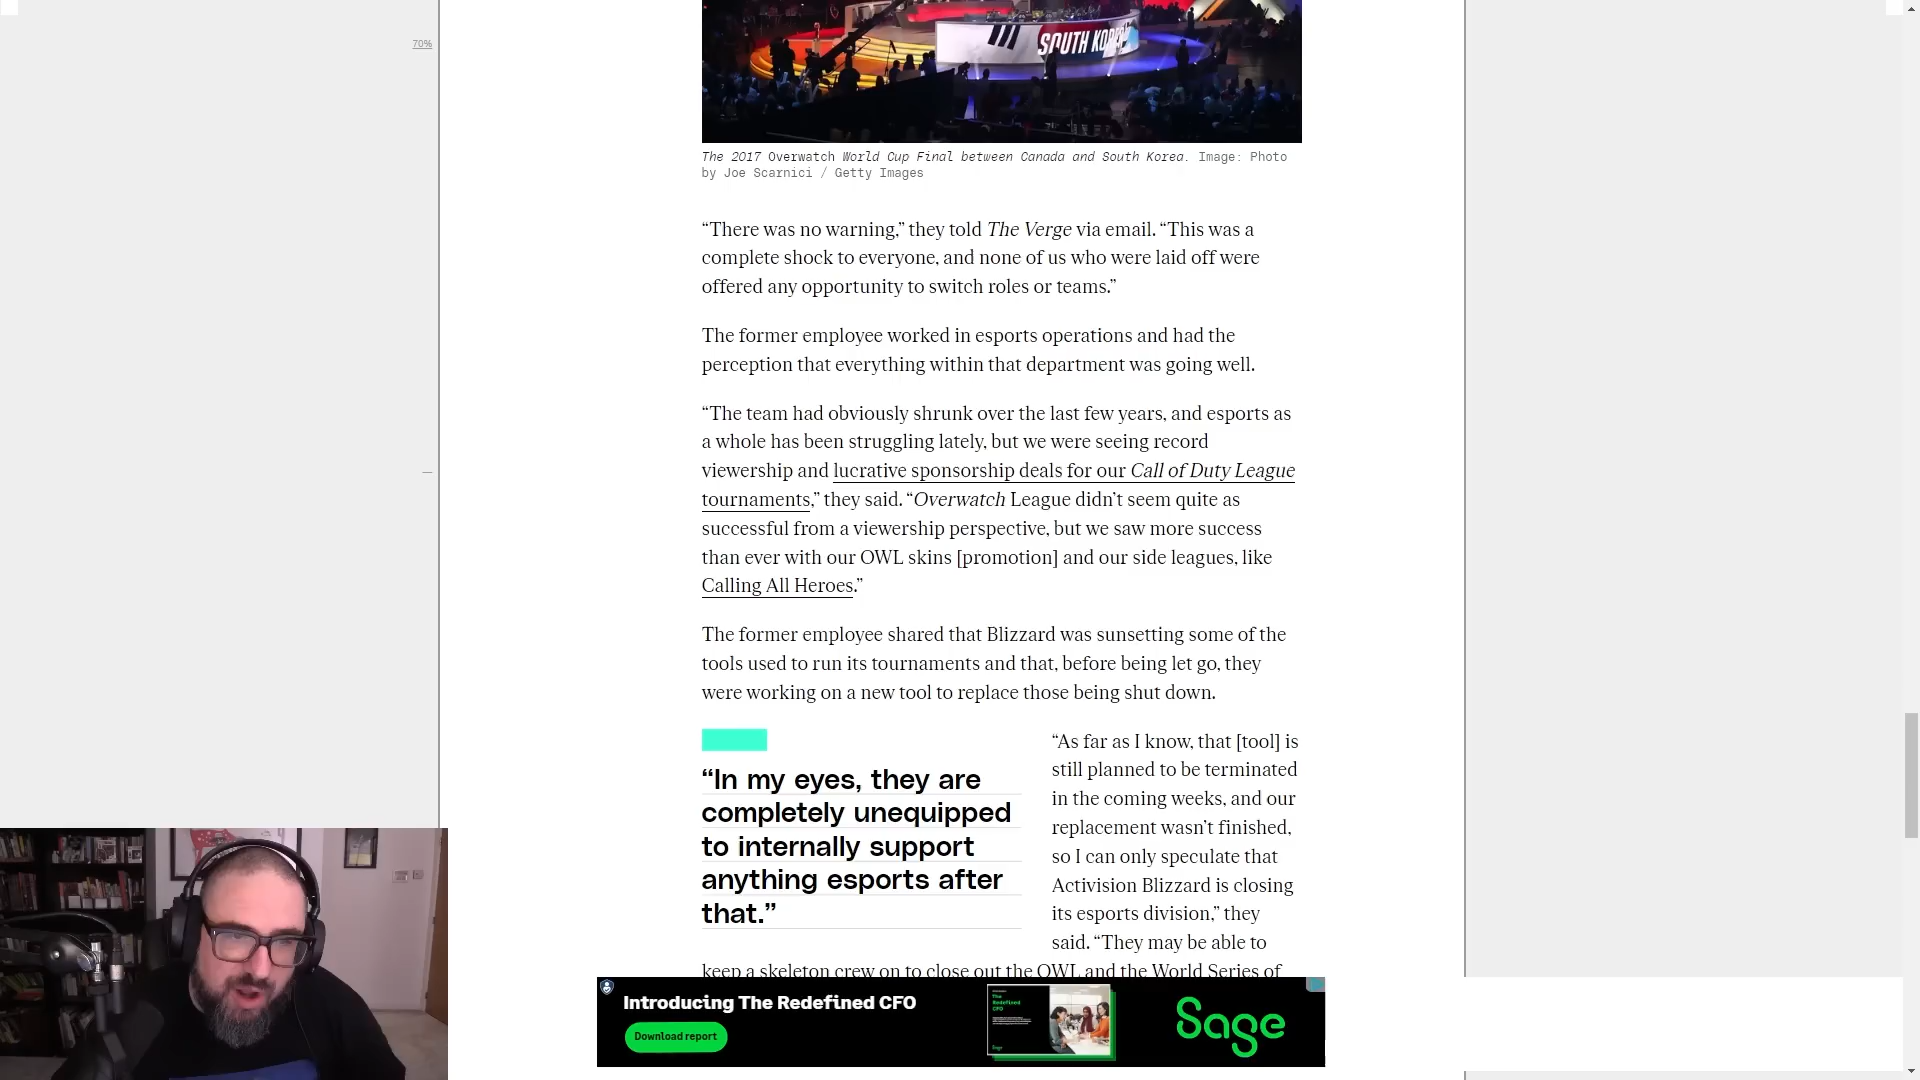 70%
SOUTH KOREA
The 2017 Overwatch World Cup Final between Canada and South Korea. Image: Photo
by Joe Scarnici / Getty Images
“There was no warning,” they told The Verge via email. “This was a
complete shock to everyone, and none of us who were laid off were
offered any opportunity to switch roles or teams.”
The former employee worked in esports operations and had the
perception that everything within that department was going well.
“The team had obviously shrunk over the last few years, and esports as
a whole has been struggling lately, but we were seeing record
viewership and lucrative sponsorship deals for our Call of Duty League
tournaments,” they said. “Overwatch League didn’t seem quite as
successful from a viewership perspective, but we saw more success
than ever with our OWL skins [promotion] and our side leagues, like
Calling All Heroes.”
The former employee shared that Blizzard was sunsetting some of the
tools used to run its tournaments and that, before being let go, they
were working on a new tool to replace those being shut down.
“In my eyes, they are
completely unequipped
to internally support
anything esports after
that.”
“As far as I know, that [tool] is
still planned to be terminated
in the coming weeks, and our
replacement wasn’t finished,
so I can only speculate that
Activision Blizzard is closing
its esports division,” they
said. “They may be able to
keep a skeleton crew on to close out the OWL and the World Series of
Introducing The Redefined CFO
Download report
The
Redefined
CFO
Sage